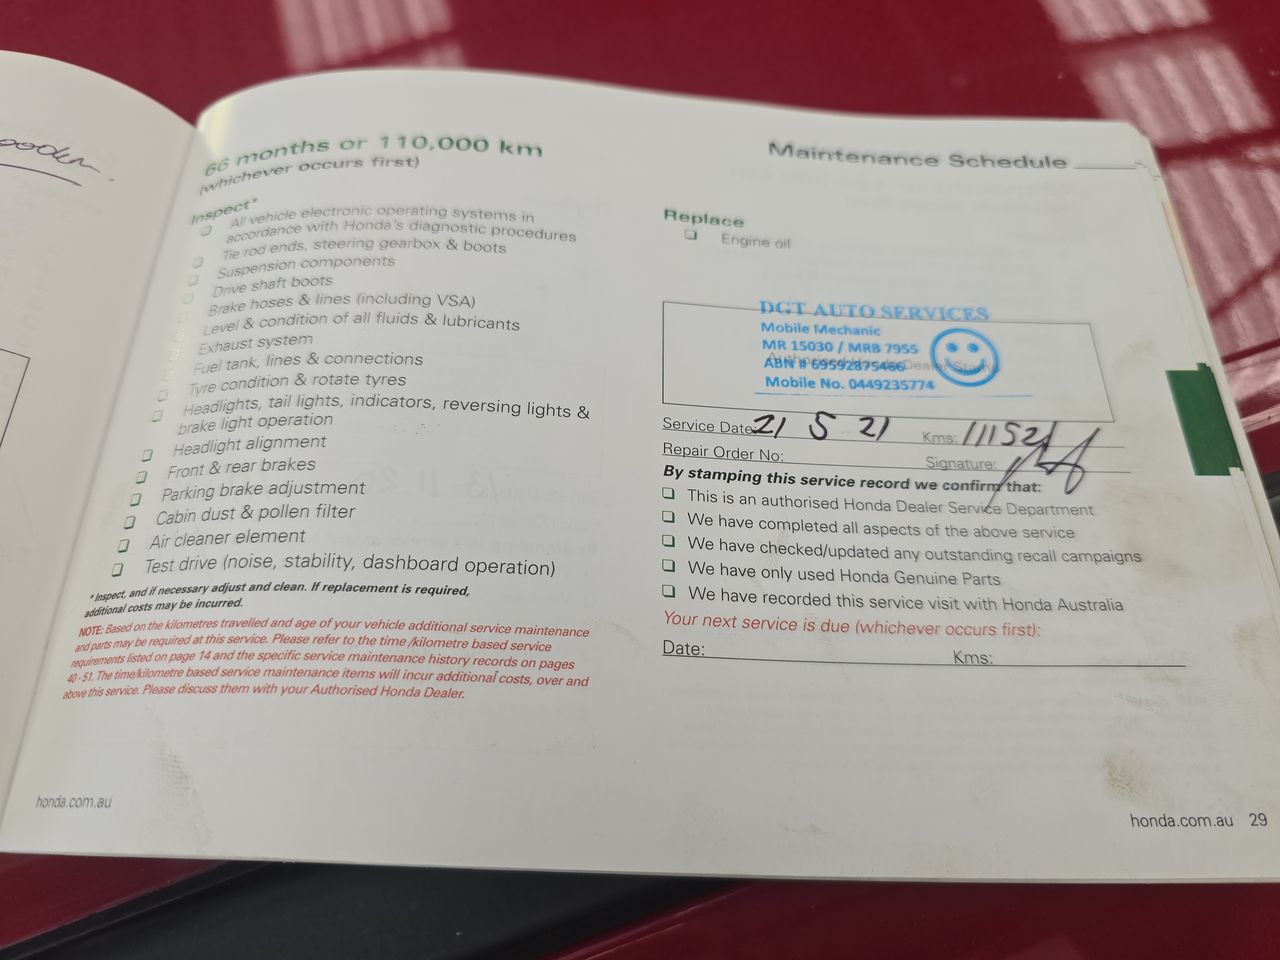 66 months or 110,000 km
(whichever occurs first)
Inspect*
All vehicle electronic operating systems in
accordance with Honda's diagnostic procedures
Tie rod ends, steering gearbox & boots
Suspension components
Drive shaft boots
Brake hoses & lines (including VSA)
Level & condition of all fluids & lubricants
Exhaust system
Fuel tank, lines & connections
Tyre condition & rotate tyres
Headlights, tail lights, indicators, reversing lights &
brake light operation
Headlight alignment
Front & rear brakes
Parking brake adjustment
Cabin dust & pollen filter
Air cleaner element
Test drive (noise, stability, dashboard operation)
* Inspect, and if necessary adjust and clean. If replacement is required,
additional costs may be incurred.
NOTE: Based on the kilometres travelled and age of your vehicle additional service maintenance
and parts may be required at this service. Please refer to the time /kilometre based service
requirements listed on page 14 and the specific service maintenance history records on pages
40 - 51. The time/kilometre based service maintenance items will incur additional costs, over and
above this service. Please discuss them with your Authorised Honda Dealer.
honda.com.au
Maintenance Schedule
Replace
Engine oil
DGT AUTO SERVICES
Mobile Mechanic
MR 15030 / MRB 7955
Authorised Honda Dealer Stamp
ABN # 69592875466
Mobile No. 0449235774
Service Date: 21 5 21 Kms: 111521
Repair Order No: Signature:
By stamping this service record we confirm that:
This is an authorised Honda Dealer Service Department
We have completed all aspects of the above service
We have checked/updated any outstanding recall campaigns
We have only used Honda Genuine Parts
We have recorded this service visit with Honda Australia
Your next service is due (whichever occurs first):
Date: Kms:
honda.com.au 29